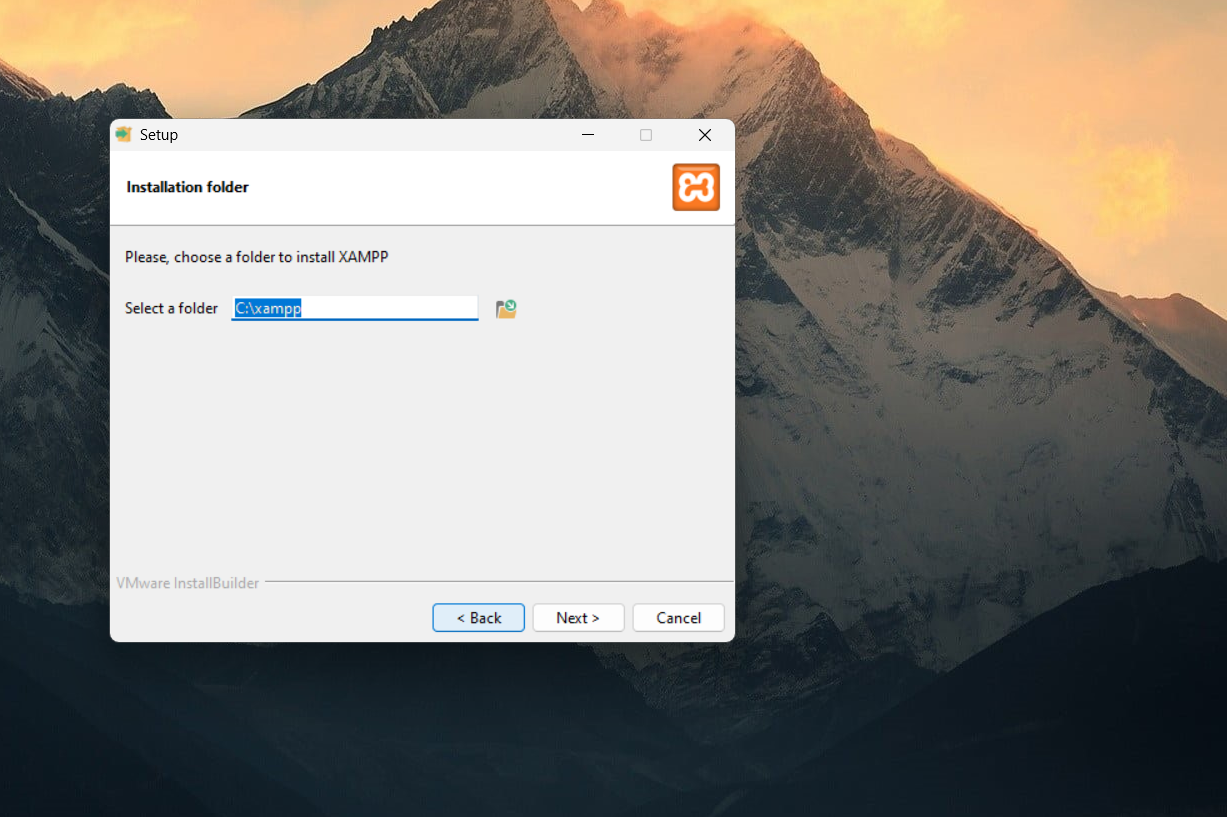 Setup
Installation folder
Please, choose a folder to install XAMPP
Select a folder C:\xampp
VMware InstallBuilder
< Back Next > Cancel